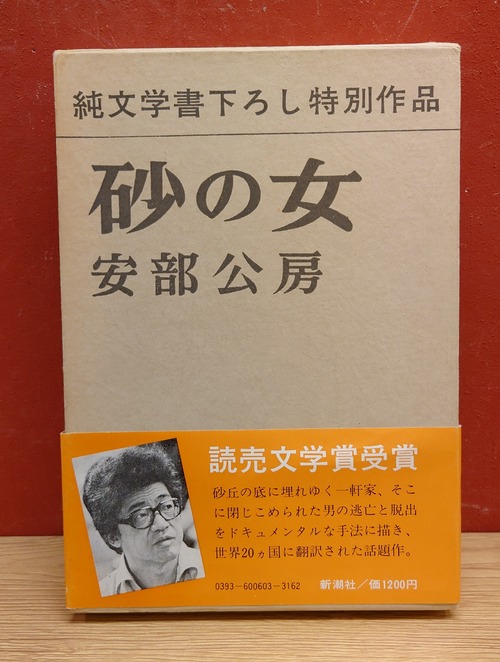 純文学書下ろし特別作品
砂の女
安部公房
読売文学賞受賞
砂丘の底に埋れゆく一軒家、そこ
に閉じこめられた男の逃亡と脱出
をドキュメンタルな手法に描き、
世界20ヵ国に翻訳された話題作。
0393-600603-3162
新潮社/価1200円